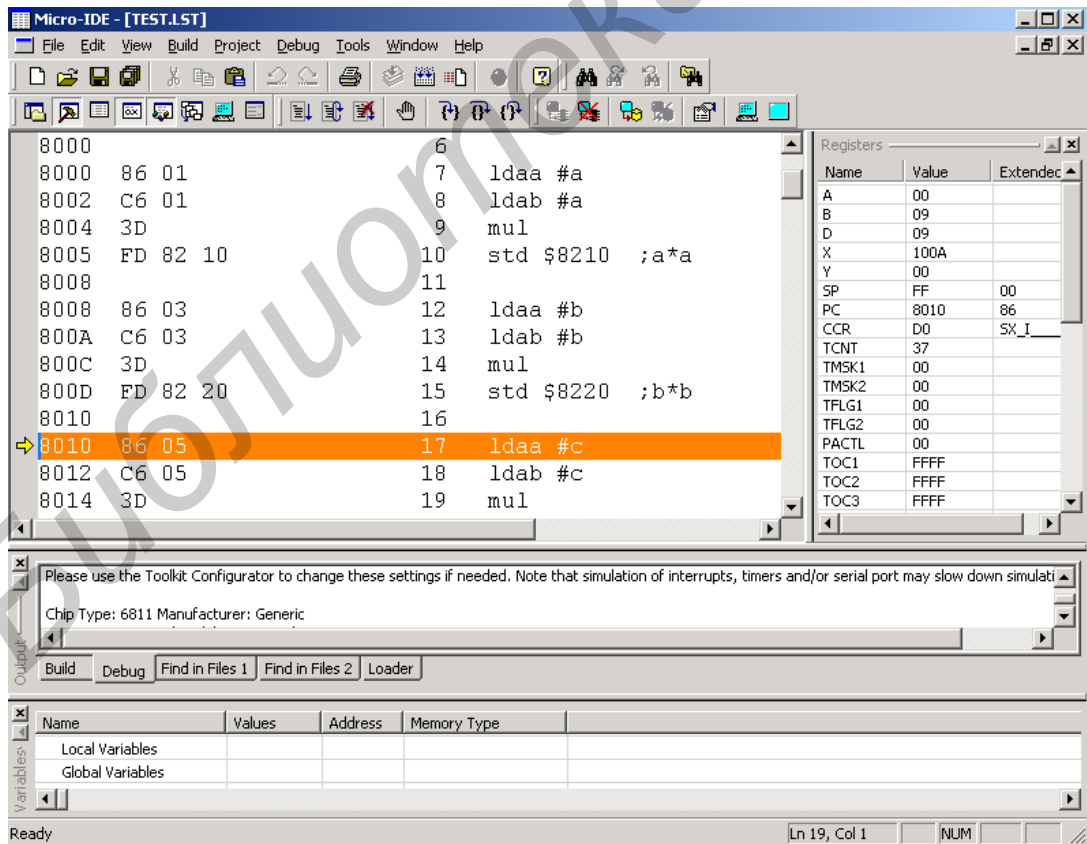 Micro-IDE - [TEST.LST]
File Edit View Build Project Debug Tools Window Help
8000 6
8000 86 01 7 ldaa #a
8002 C6 01 8 ldab #a
8004 3D 9 mul
8005 FD 82 10 10 std $8210 ;a*a
8008 11
8008 86 03 12 ldaa #b
800A C6 03 13 ldab #b
800C 3D 14 mul
800D FD 82 20 15 std $8220 ;b*b
8010 16
8010 86 05 17 ldaa #c
8012 C6 05 18 ldab #c
8014 3D 19 mul
Registers
Name Value Extended
A 00
B 09
D 09
X 100A
Y 00
SP FF 00
PC 8010 86
CCR D0 SX_I____
TCNT 37
TMSK1 00
TMSK2 00
TFLG1 00
TFLG2 00
PACTL 00
TOC1 FFFF
TOC2 FFFF
TOC3 FFFF
Output
Please use the Toolkit Configurator to change these settings if needed. Note that simulation of interrupts, timers and/or serial port may slow down simulati
Chip Type: 6811 Manufacturer: Generic
Build Debug Find in Files 1 Find in Files 2 Loader
Variables
Name Values Address Memory Type
Local Variables
Global Variables
Ready Ln 19, Col 1 NUM
Библиотека